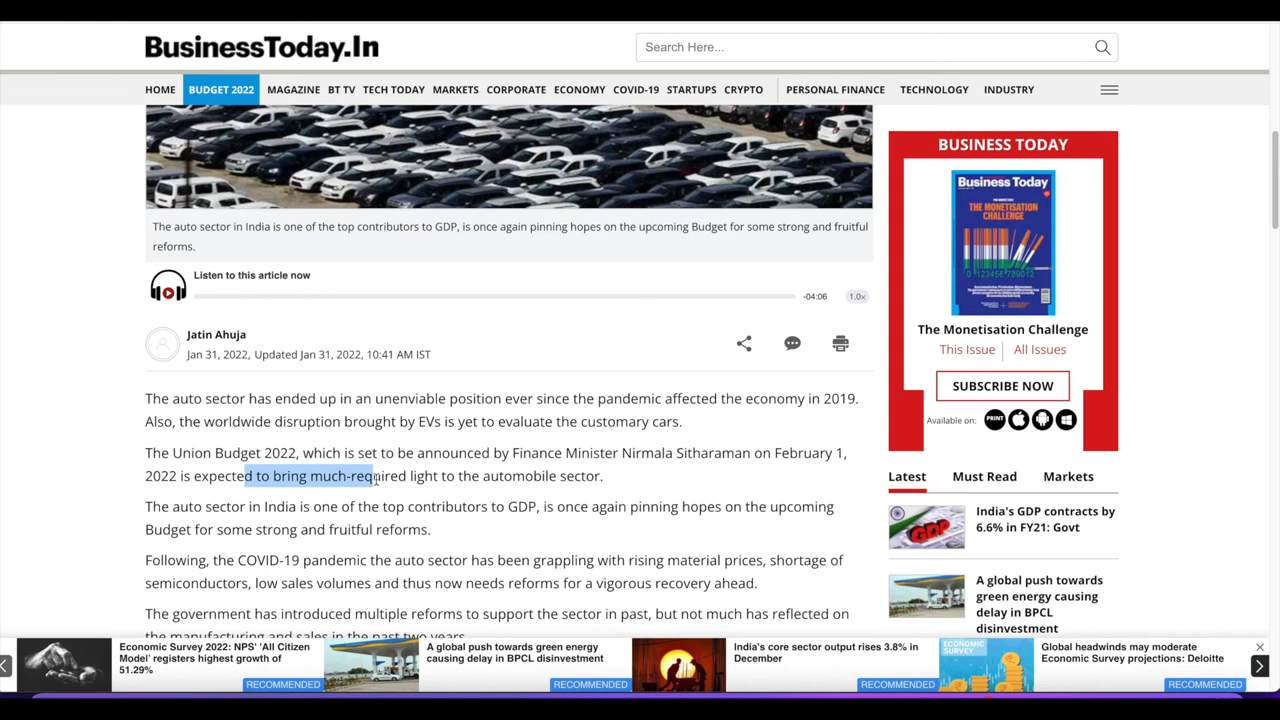 BusinessToday.In
Search Here...
HOME BUDGET 2022 MAGAZINE BT TV TECH TODAY MARKETS CORPORATE ECONOMY COVID-19 STARTUPS CRYPTO PERSONAL FINANCE TECHNOLOGY INDUSTRY
The auto sector in India is one of the top contributors to GDP, is once again pinning hopes on the upcoming Budget for some strong and fruitful
reforms.
Listen to this article now
-04:06 1.0x
Jatin Ahuja
Jan 31, 2022, Updated Jan 31, 2022, 10:41 AM IST
The auto sector has ended up in an unenviable position ever since the pandemic affected the economy in 2019.
Also, the worldwide disruption brought by EVs is yet to evaluate the customary cars.
The Union Budget 2022, which is set to be announced by Finance Minister Nirmala Sitharaman on February 1,
2022 is expected to bring much-required light to the automobile sector.
The auto sector in India is one of the top contributors to GDP, is once again pinning hopes on the upcoming
Budget for some strong and fruitful reforms.
Following, the COVID-19 pandemic the auto sector has been grappling with rising material prices, shortage of
semiconductors, low sales volumes and thus now needs reforms for a vigorous recovery ahead.
The government has introduced multiple reforms to support the sector in past, but not much has reflected on
the manufacturing and sales in the past two years.
BUSINESS TODAY
Business Today
THE MONETISATION
CHALLENGE
0 123456 789012
The Monetisation Challenge
This Issue All Issues
SUBSCRIBE NOW
Available on: PRINT
Latest Must Read Markets
India's GDP contracts by
6.6% in FY21: Govt
GDP
A global push towards
green energy causing
delay in BPCL
disinvestment
Economic Survey 2022: NPS' 'All Citizen
Model' registers highest growth of
51.29%
RECOMMENDED
A global push towards green energy
causing delay in BPCL disinvestment
RECOMMENDED
India's core sector output rises 3.8% in
December
RECOMMENDED
ECONOMIC
SURVEY
Global headwinds may moderate
Economic Survey projections: Deloitte
RECOMMENDED